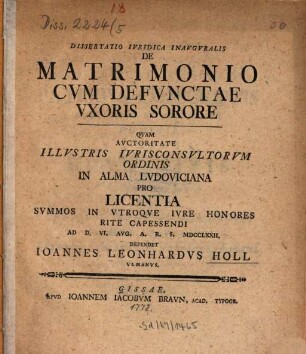 18
Diss. 2224/5
50
DISSERTATIO IVRIDICA INAVGVRALIS
DE
MATRIMONIO
CVM DEFVNCTAE
VXORIS SORORE
QVAM
AVCTORITATE
ILLVSTRIS IVRISCONSVLTORVM
ORDINIS
IN ALMA LVDOVICIANA
PRO
LICENTIA
SVMMOS IN VTROQVE IVRE HONORES
RITE CAPESSENDI
AD D. VI. AVG. A. R. S. MDCCLXXII.
DEFENDET
IOANNES LEONHARDVS HOLL
VLMANVS.
GISSAE,
APVD IOANNEM IACOBVM BRAVN, ACAD. TYPOGR.
1772.